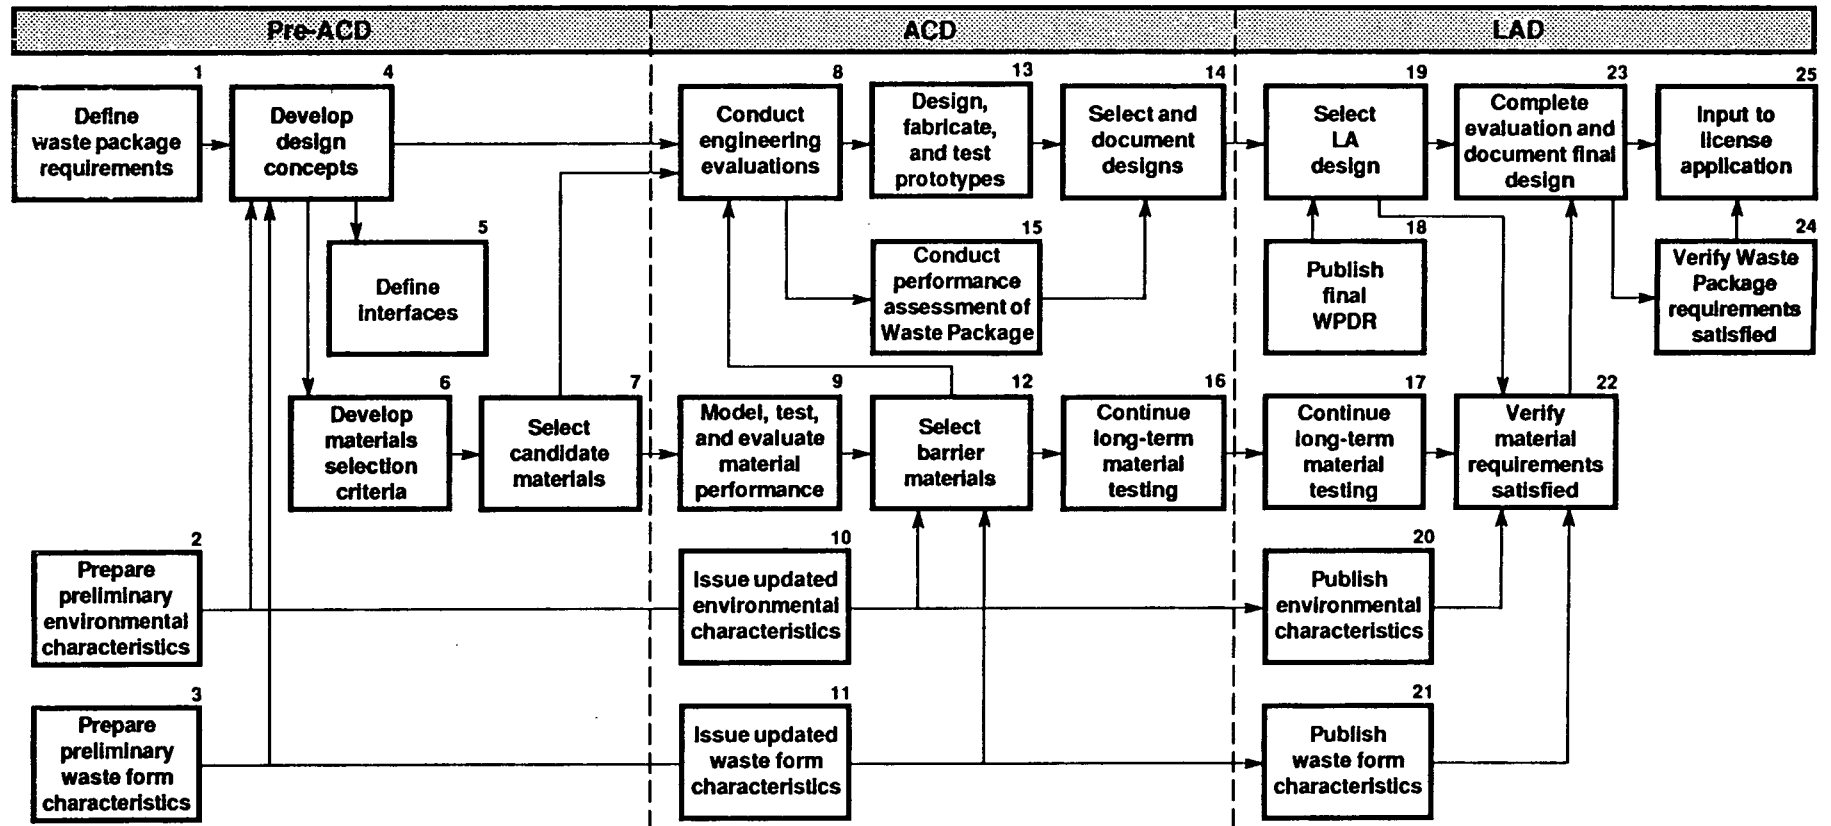 Pre-ACD
ACD
LAD
1
Define
waste package
requirements
4
Develop
design
concepts
8
Conduct
engineering
evaluations
13
Design,
fabricate,
and test
prototypes
14
Select and
document
designs
19
Select
LA
design
23
Complete
evaluation and
document final
design
25
Input to
license
application
5
Define
interfaces
15
Conduct
performance
assessment of
Waste Package
18
Publish
final
WPDR
24
Verify Waste
Package
requirements
satisfied
6
Develop
materials
selection
criteria
7
Select
candidate
materials
9
Model, test,
and evaluate
material
performance
12
Select
barrier
materials
16
Continue
long-term
material
testing
17
Continue
long-term
material
testing
22
Verify
material
requirements
satisfied
2
Prepare
preliminary
environmental
characteristics
10
Issue updated
environmental
characteristics
20
Publish
environmental
characteristics
3
Prepare
preliminary
waste form
characteristics
11
Issue updated
waste form
characteristics
21
Publish
waste form
characteristics